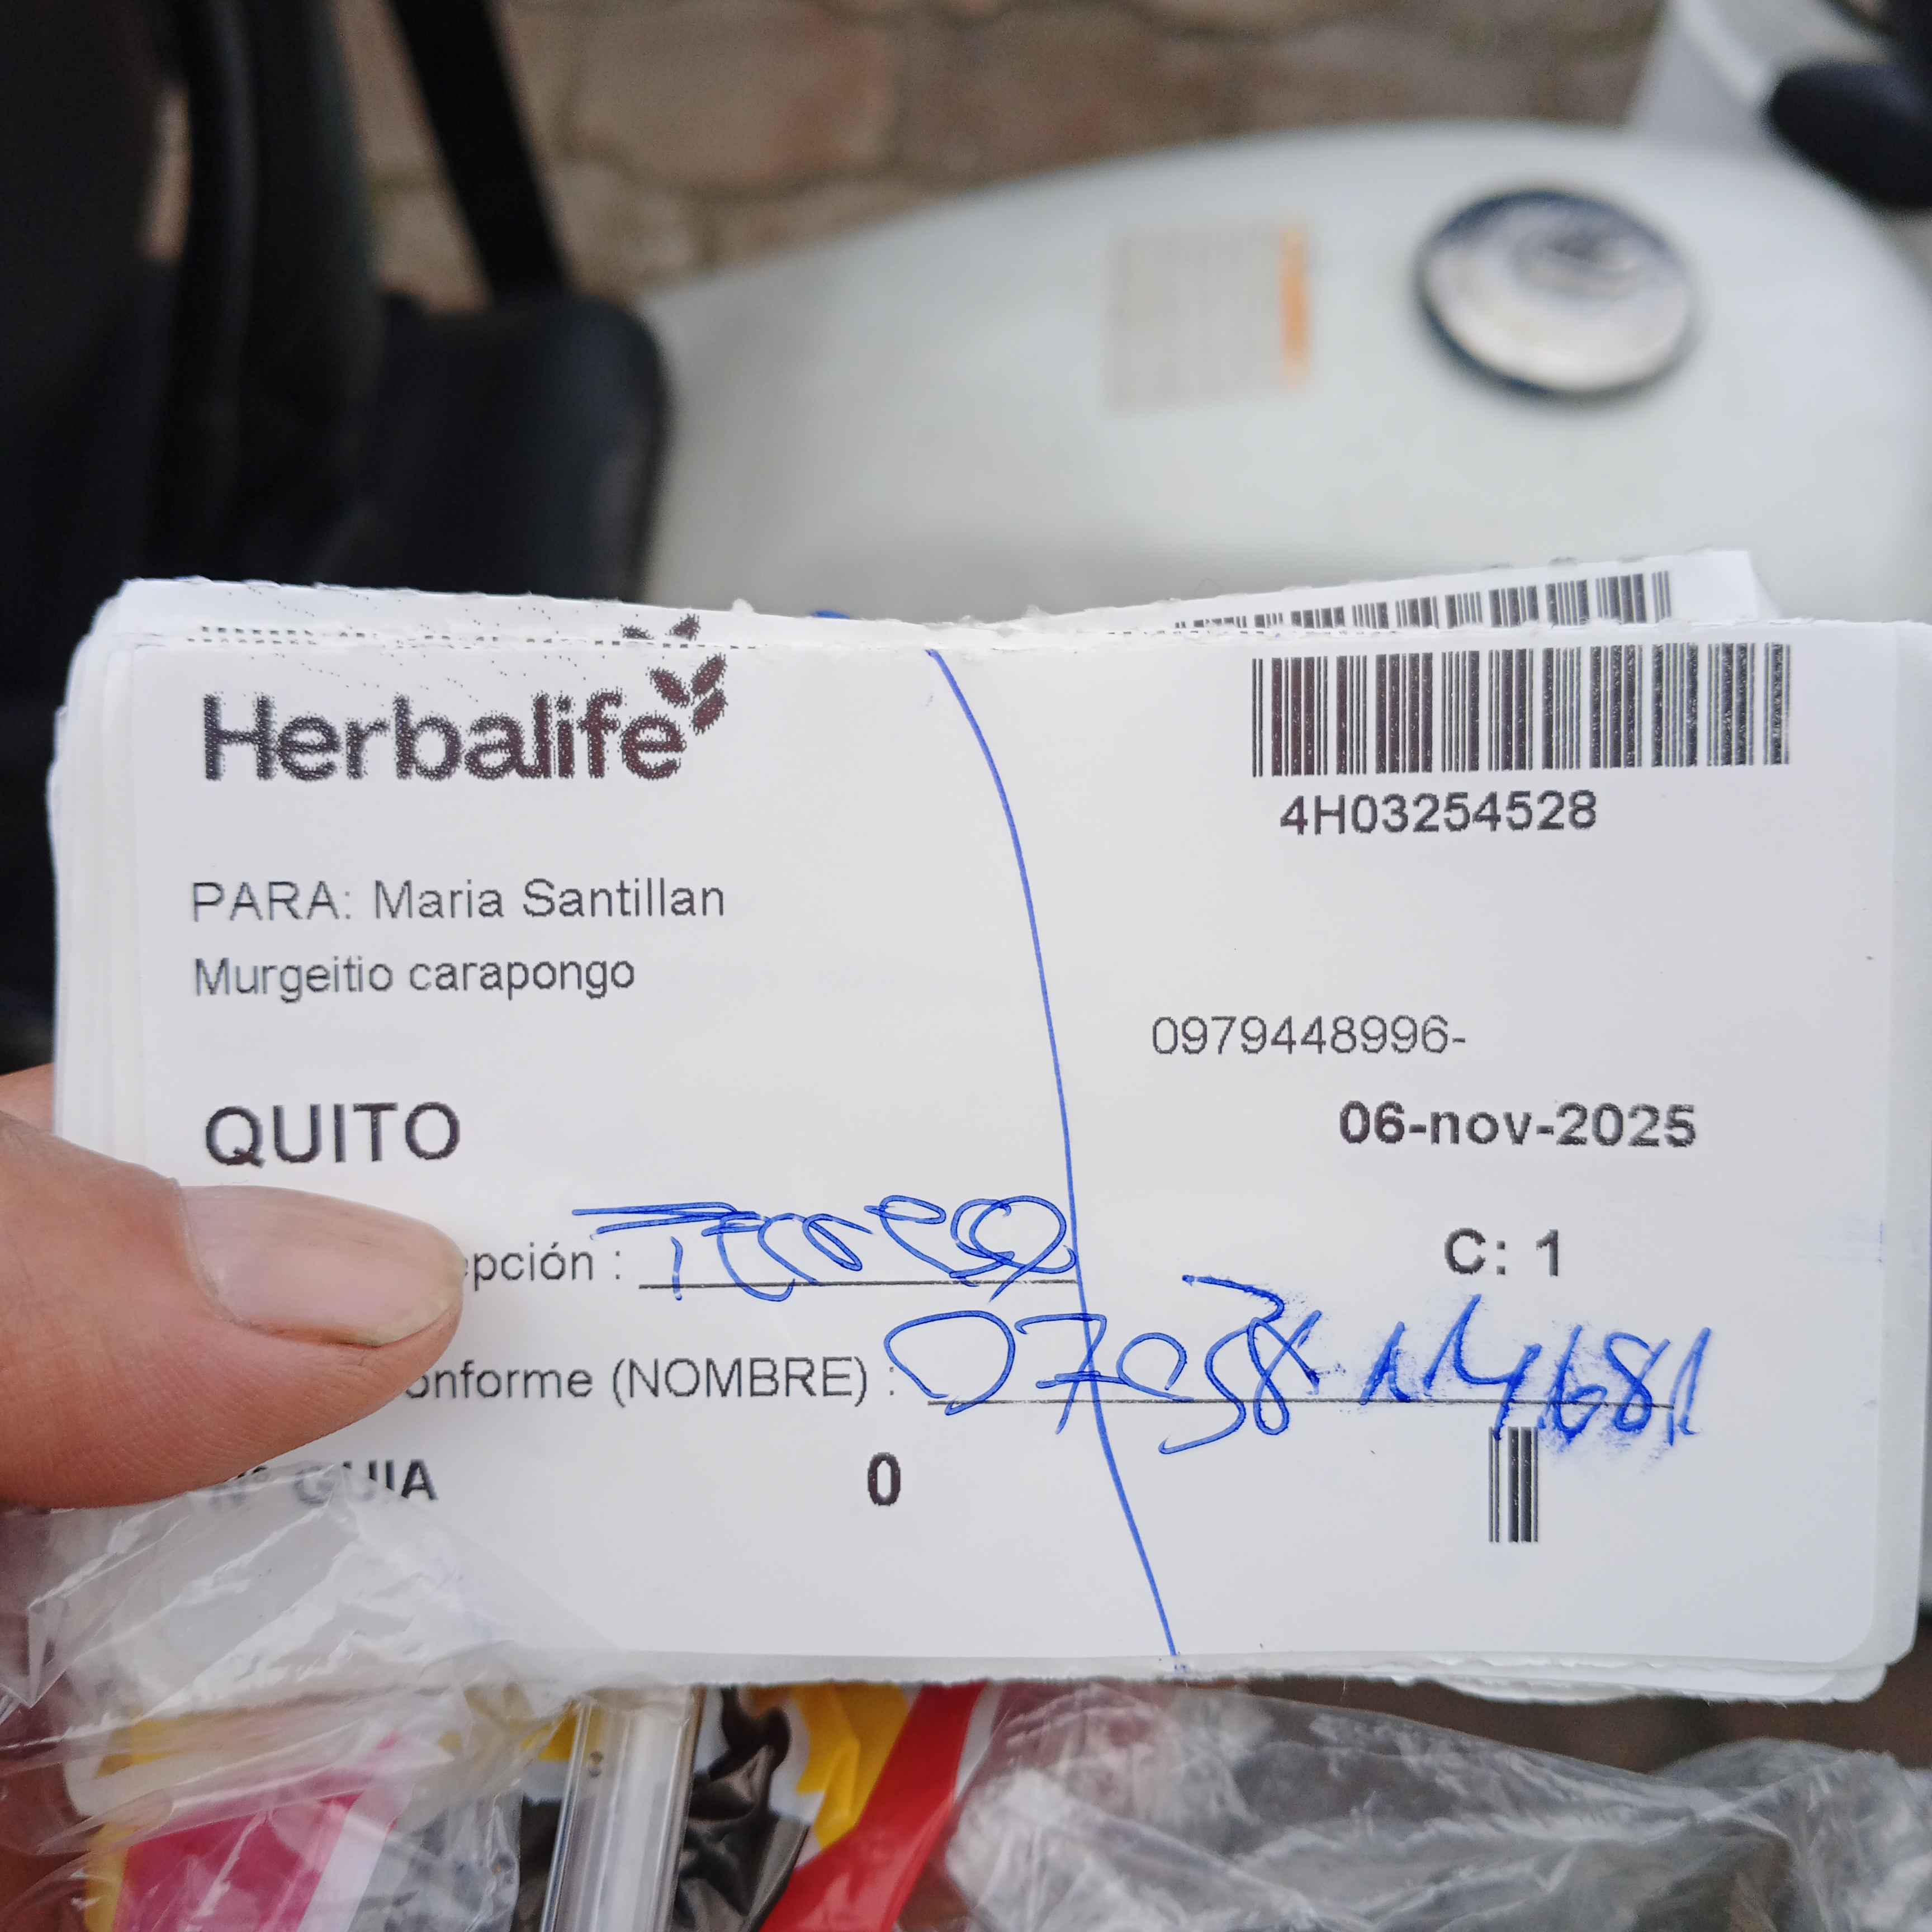 Herbalife
4H03254528
PARA: Maria Santillan
Murgeitio carapongo
0979448996-
QUITO
06-nov-2025
epción :
C: 1
onforme (NOMBRE) :
N° GUIA 0